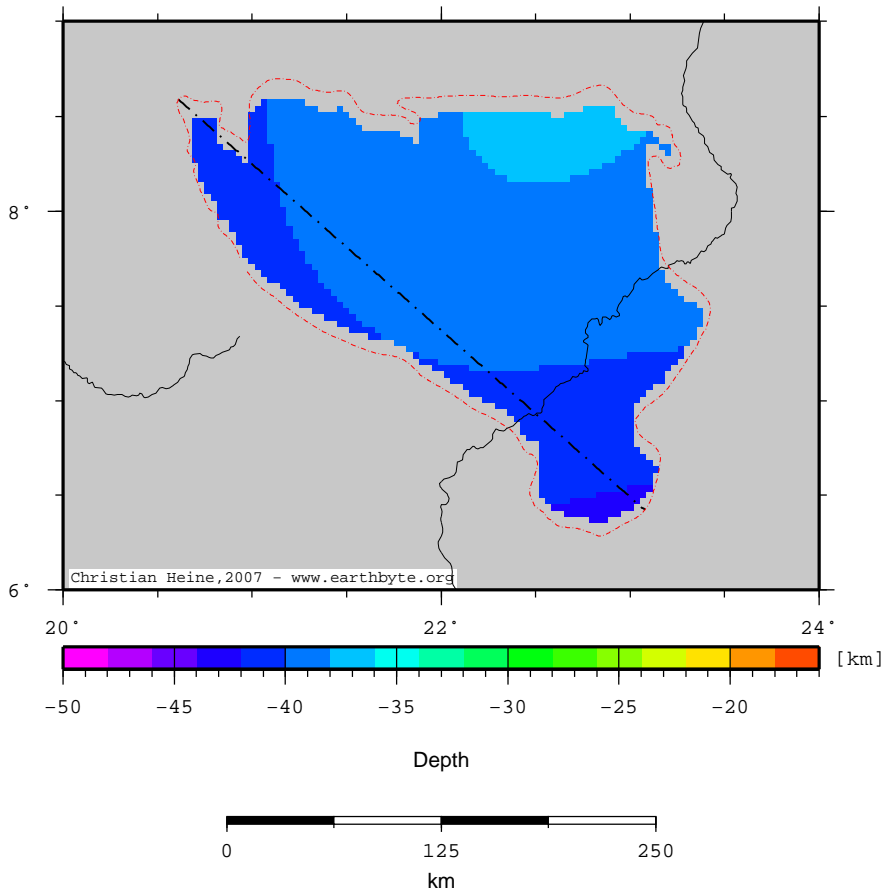 8°
6°
Christian Heine,2007 - www.earthbyte.org
20° 22° 24°
[km]
-50 -45 -40 -35 -30 -25 -20
Depth
0 125 250
km